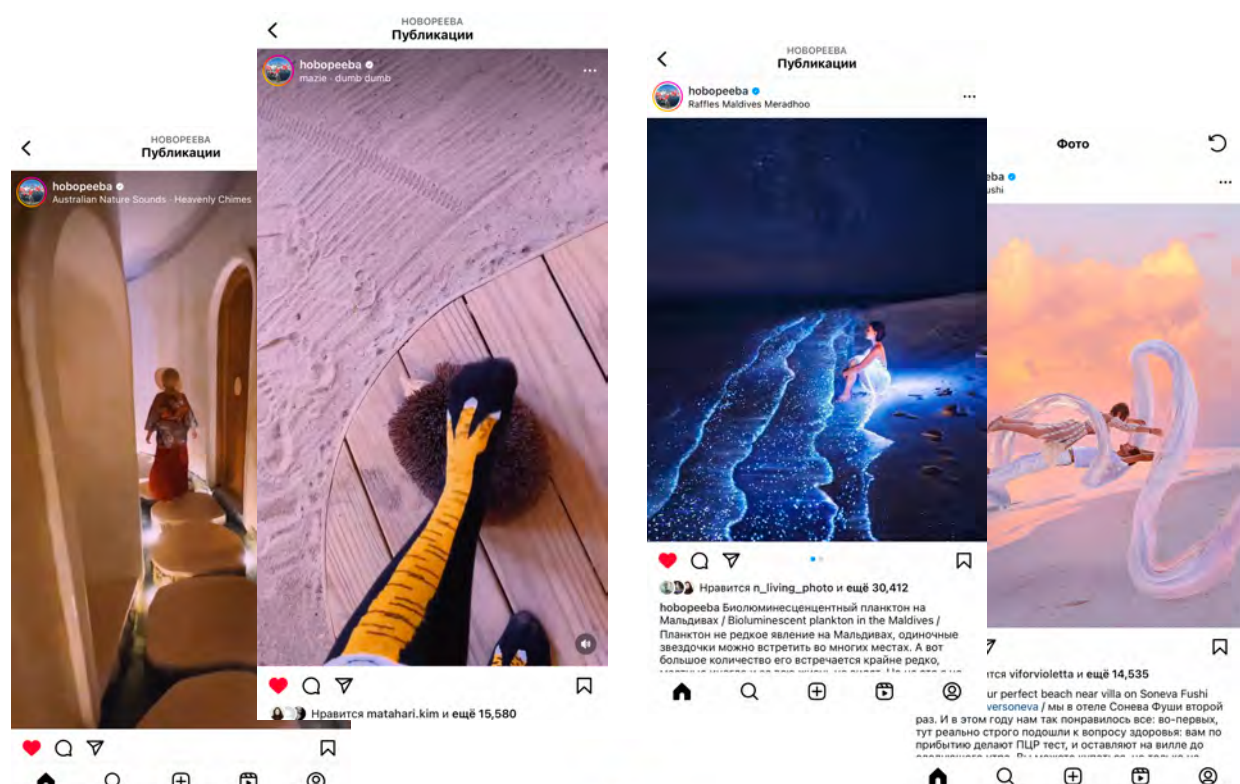 НОВОРЕЕВА
Публикации
hobopeeba
Australian Nature Sounds · Heavenly Chimes
НОВОРЕЕВА
Публикации
hobopeeba
mazie · dumb dumb
Нравится matahari.kim и ещё 15,580
НОВОРЕЕВА
Публикации
hobopeeba
Raffles Maldives Meradhoo
Нравится n_living_photo и ещё 30,412
hobopeeba Биолюминесценцентный планктон на
Мальдивах / Bioluminescent plankton in the Maldives /
Планктон не редкое явление на Мальдивах, одиночные
звездочки можно встретить во многих местах. А вот
большое количество его встречается крайне редко,
Фото
eba
ushi
тся viforvioletta и ещё 14,535
ur perfect beach near villa on Soneva Fushi
versoneva / мы в отеле Сонева Фуши второй
раз. И в этом году нам так понравилось все: во-первых,
тут реально строго подошли к вопросу здоровья: вам по
прибытию делают ПЦР тест, и оставляют на вилле до